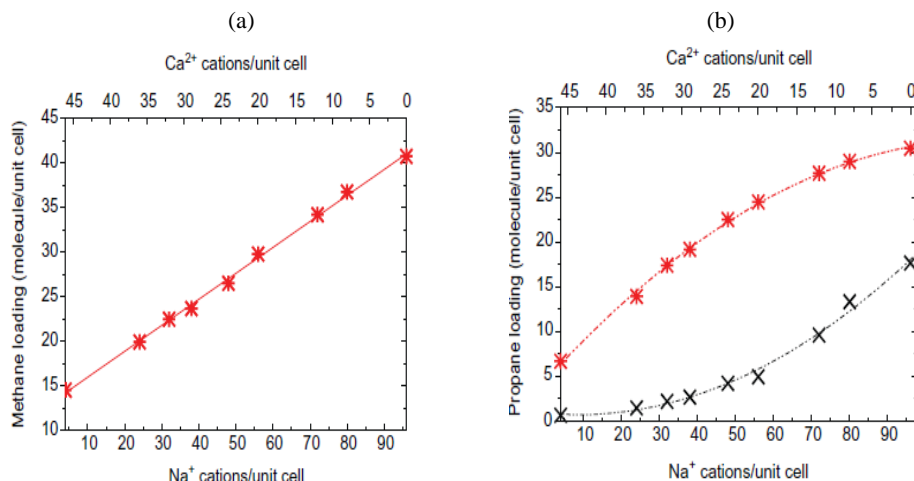 (a)
(b)
Ca²⁺ cations/unit cell
45 40 35 30 25 20 15 10 5 0
Methane loading (molecule/unit cell)
45
40
35
30
25
20
15
10
10 20 30 40 50 60 70 80 90
Na⁺ cations/unit cell
Ca²⁺ cations/unit cell
45 40 35 30 25 20 15 10 5 0
Propane loading (molecule/unit cell)
35
30
25
20
15
10
5
0
10 20 30 40 50 60 70 80 90
Na⁺ cations/unit cell